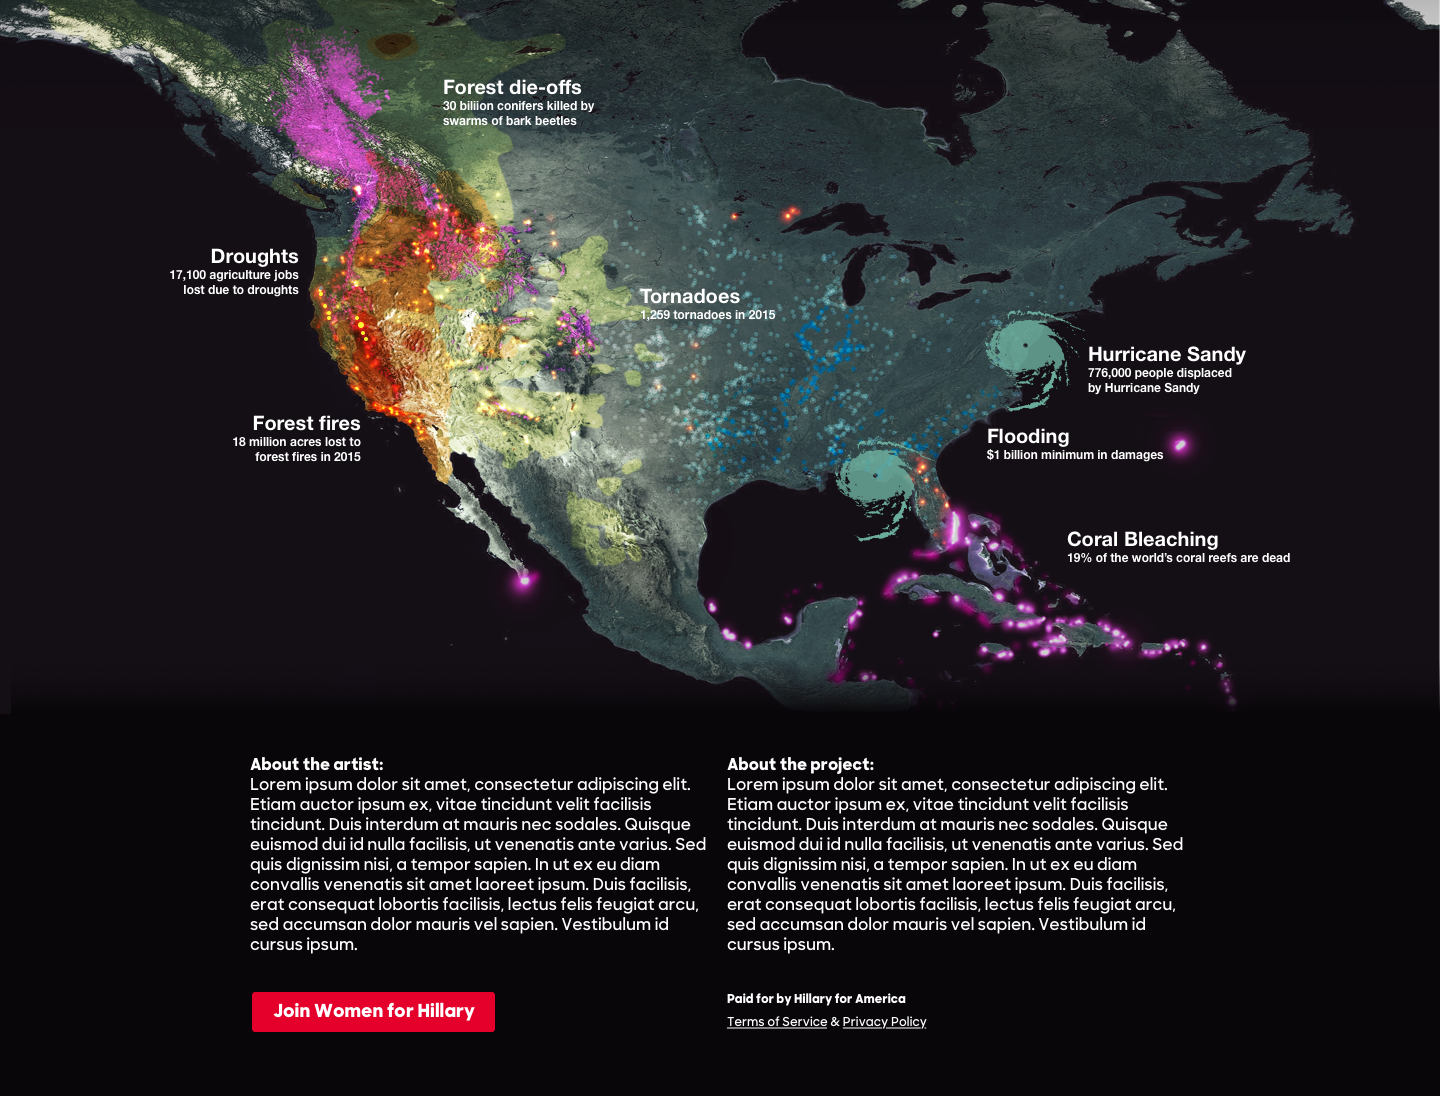 Forest die-offs
30 biliion conifers killed by
swarms of bark beetles
Droughts
17,100 agriculture jobs
lost due to droughts
Tornadoes
1,259 tornadoes in 2015
Hurricane Sandy
776,000 people displaced
by Hurricane Sandy
Forest fires
18 million acres lost to
forest fires in 2015
Flooding
$1 billion minimum in damages
Coral Bleaching
19% of the world's coral reefs are dead
About the artist:
Lorem ipsum dolor sit amet, consectetur adipiscing elit.
Etiam auctor ipsum ex, vitae tincidunt velit facilisis
tincidunt. Duis interdum at mauris nec sodales. Quisque
euismod dui id nulla facilisis, ut venenatis ante varius. Sed
quis dignissim nisi, a tempor sapien. In ut ex eu diam
convallis venenatis sit amet laoreet ipsum. Duis facilisis,
erat consequat lobortis facilisis, lectus felis feugiat arcu,
sed accumsan dolor mauris vel sapien. Vestibulum id
cursus ipsum.
About the project:
Lorem ipsum dolor sit amet, consectetur adipiscing elit.
Etiam auctor ipsum ex, vitae tincidunt velit facilisis
tincidunt. Duis interdum at mauris nec sodales. Quisque
euismod dui id nulla facilisis, ut venenatis ante varius. Sed
quis dignissim nisi, a tempor sapien. In ut ex eu diam
convallis venenatis sit amet laoreet ipsum. Duis facilisis,
erat consequat lobortis facilisis, lectus felis feugiat arcu,
sed accumsan dolor mauris vel sapien. Vestibulum id
cursus ipsum.
Join Women for Hillary
Paid for by Hillary for America
Terms of Service & Privacy Policy